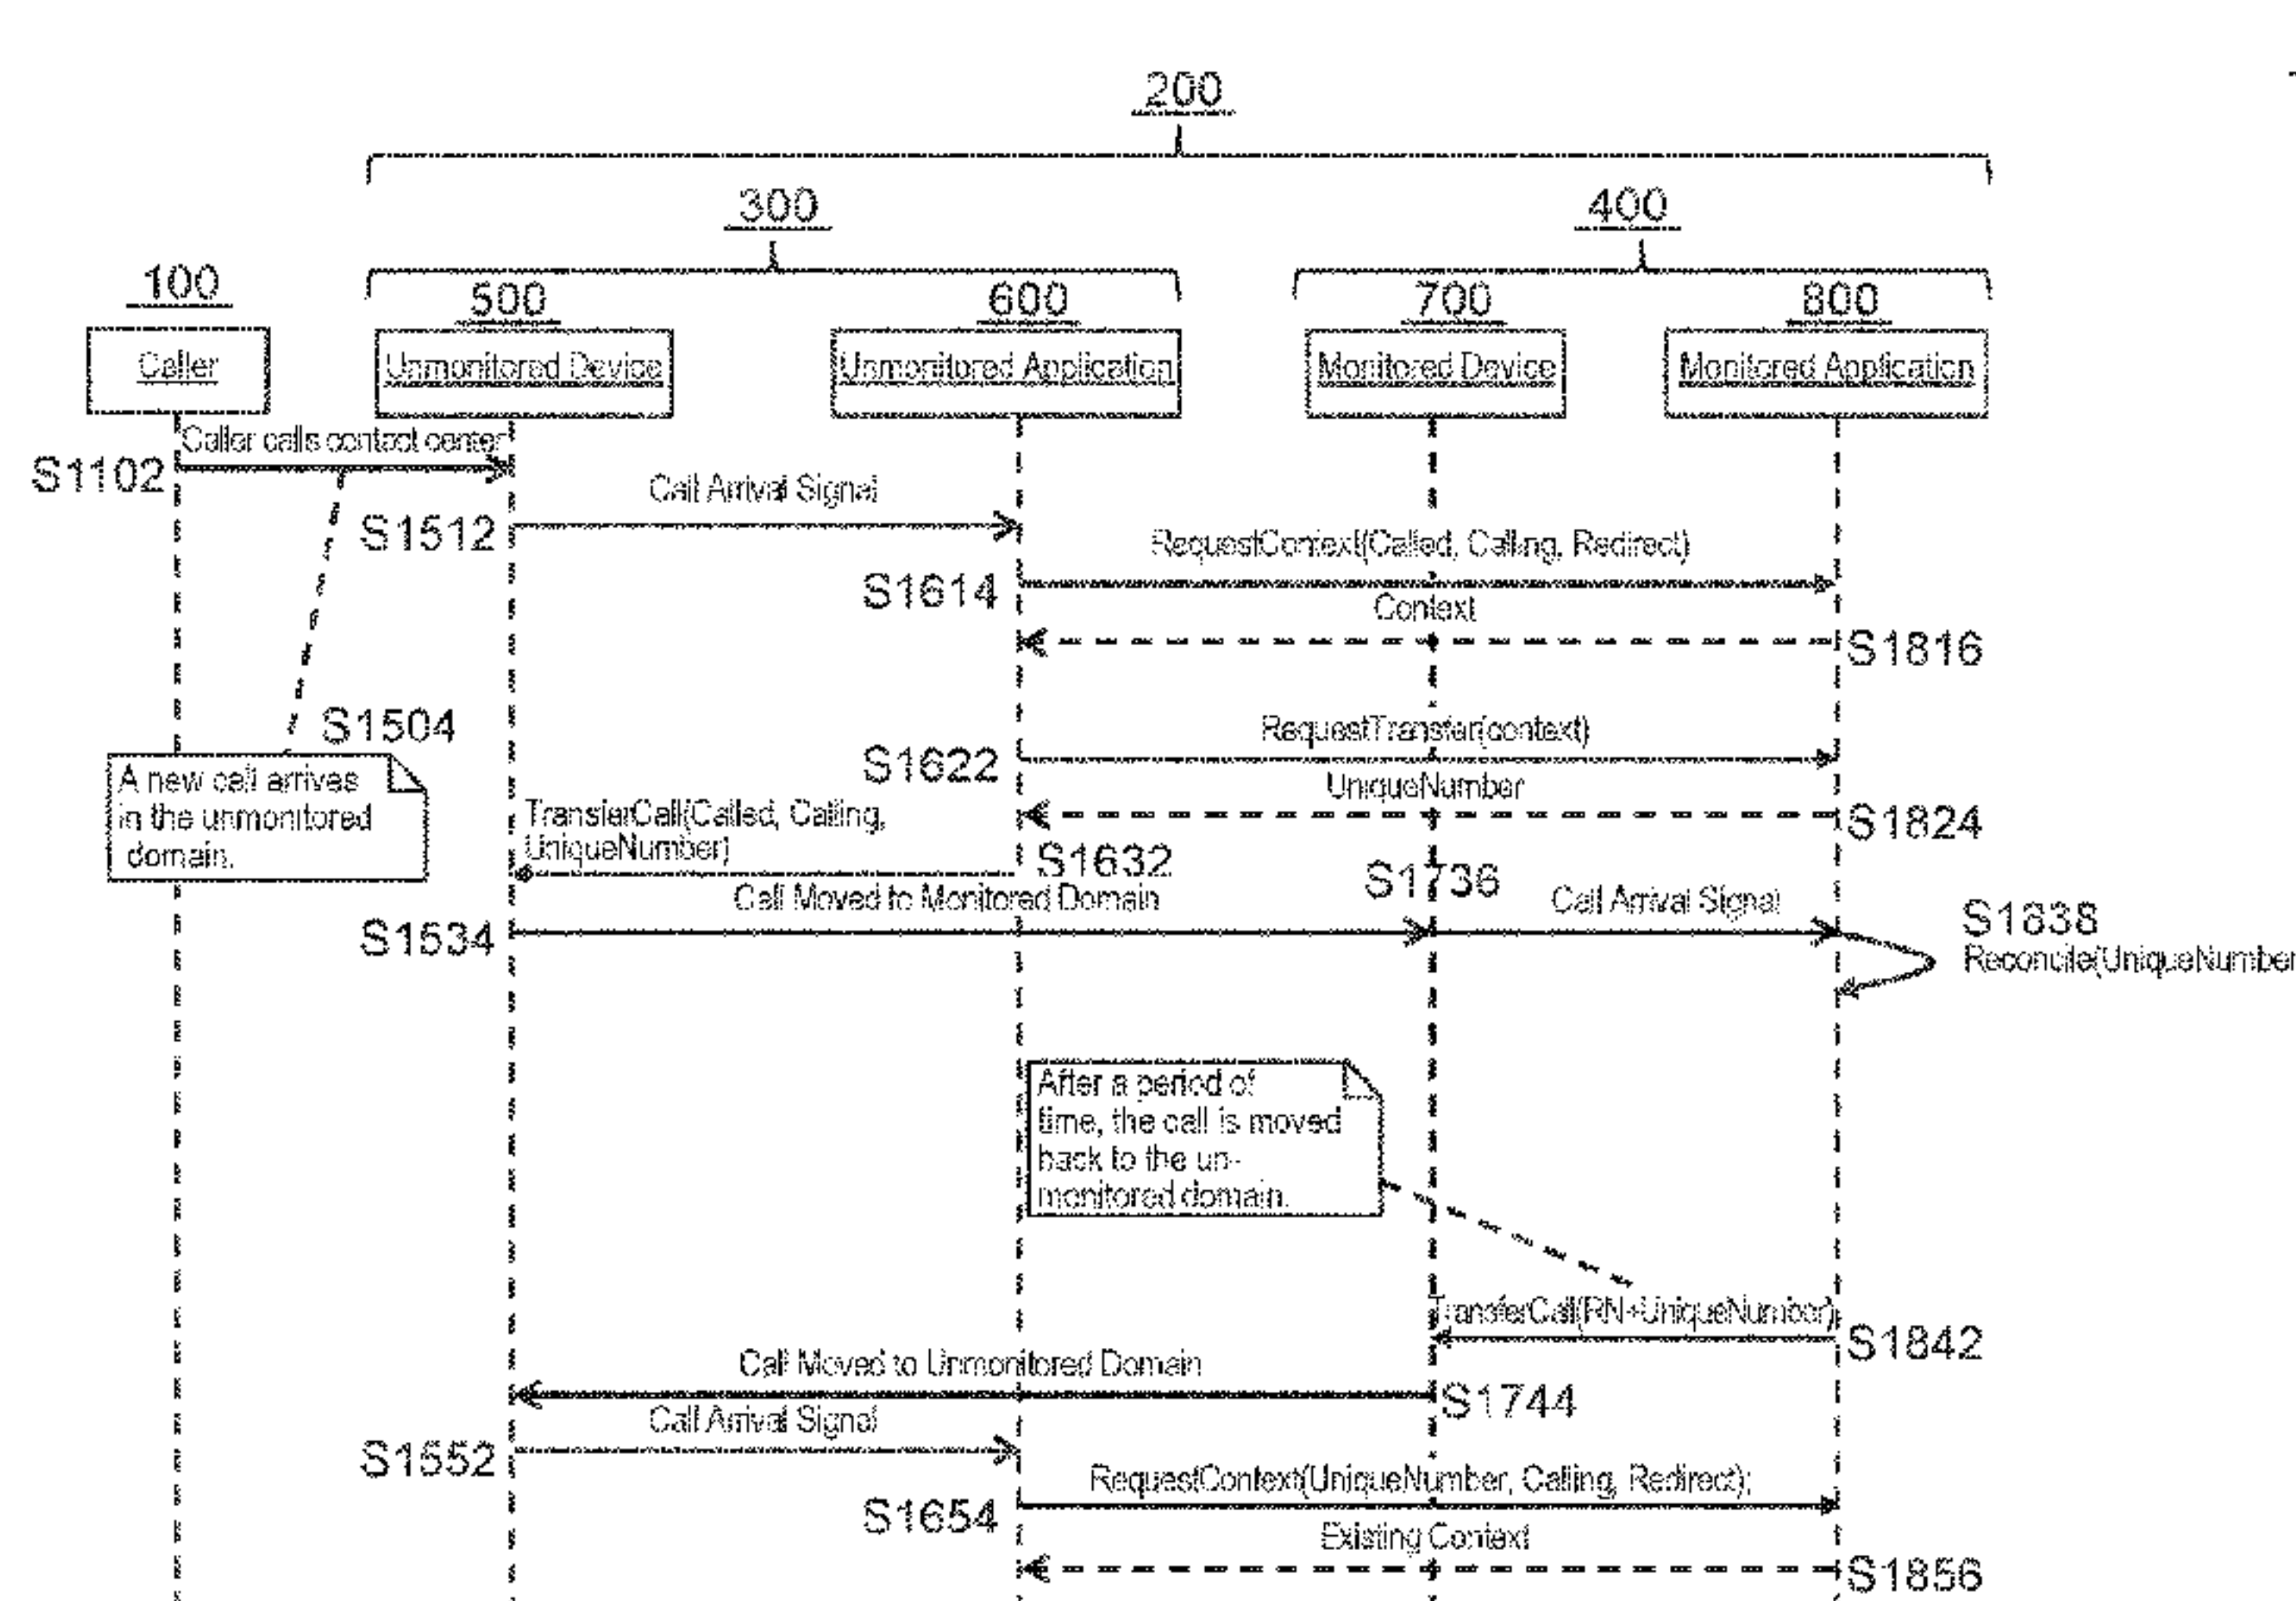 200
300
400
100
500
600
700
800
Caller
Unmonitored Device
Unmonitored Application
Monitored Device
Monitored Application
Caller calls contact center
S1102
Call Arrival Signal
S1512
RequestContext(Called, Calling, Redirect)
S1614
Context
S1816
S1504
RequestTransfer(context)
S1622
A new call arrives
in the unmonitored
domain.
UniqueNumber
S1824
TransferCall(Called, Calling,
UniqueNumber)
S1632
S1736
Call Moved to Monitored Domain
Call Arrival Signal
S1534
S1838
Reconcile(UniqueNumber
After a period of
time, the call is moved
back to the un-
monitored domain.
TransferCall(RN+UniqueNumber)
S1842
Call Moved to Unmonitored Domain
S1744
Call Arrival Signal
S1552
RequestContext(UniqueNumber, Calling, Redirect);
S1654
Existing Context
S1856